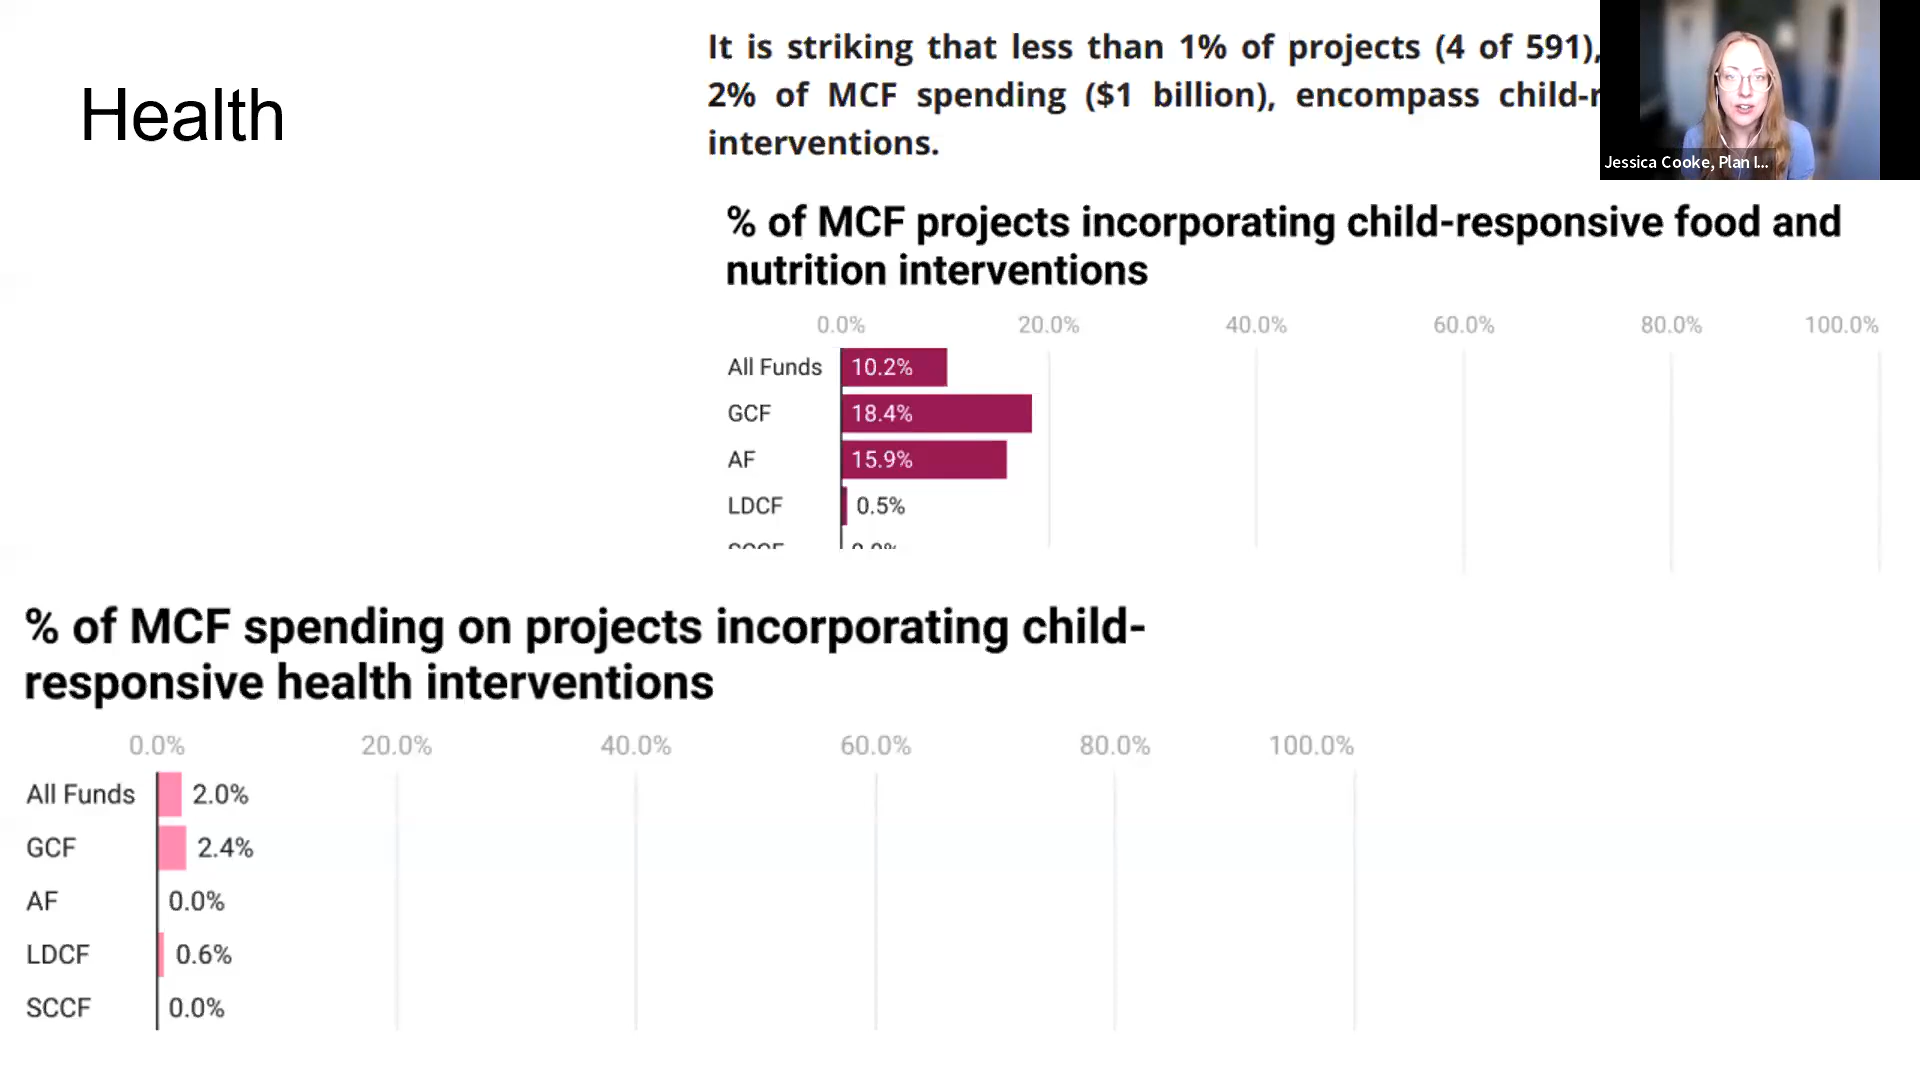 Health
It is striking that less than 1% of projects (4 of 591),
2% of MCF spending ($1 billion), encompass child-r
interventions.
Jessica Cooke, Plan I...
% of MCF projects incorporating child-responsive food and
nutrition interventions
0.0% 20.0% 40.0% 60.0% 80.0% 100.0%
All Funds 10.2%
GCF 18.4%
AF 15.9%
LDCF 0.5%
% of MCF spending on projects incorporating child-
responsive health interventions
0.0% 20.0% 40.0% 60.0% 80.0% 100.0%
All Funds 2.0%
GCF 2.4%
AF 0.0%
LDCF 0.6%
SCCF 0.0%